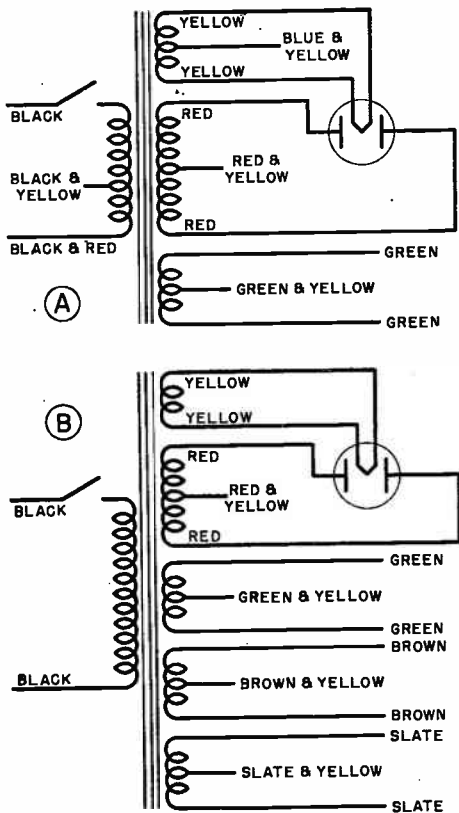 YELLOW
BLUE &
YELLOW
YELLOW
BLACK
RED
BLACK &
YELLOW
RED &
YELLOW
BLACK & RED
RED
GREEN
A
GREEN & YELLOW
GREEN
B
YELLOW
YELLOW
RED
BLACK
RED &
YELLOW
RED
GREEN
GREEN & YELLOW
GREEN
BROWN
BLACK
BROWN & YELLOW
BROWN
SLATE
SLATE & YELLOW
SLATE